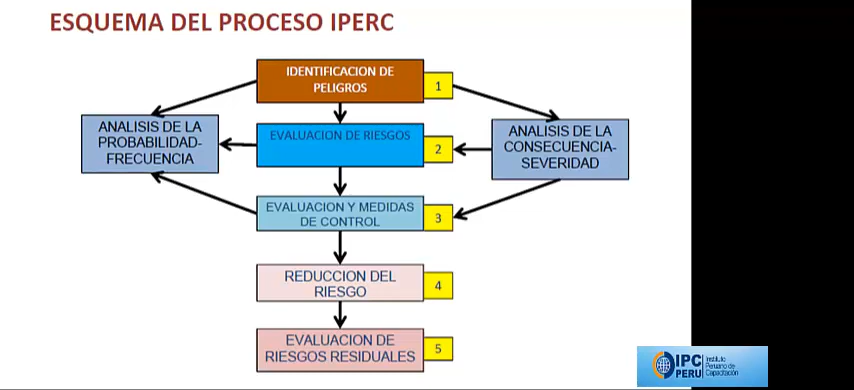 ESQUEMA DEL PROCESO IPERC
IDENTIFICACION DE
PELIGROS
1
ANALISIS DE LA
PROBABILIDAD-
FRECUENCIA
EVALUACION DE RIESGOS
2
ANALISIS DE LA
CONSECUENCIA-
SEVERIDAD
EVALUACION Y MEDIDAS
DE CONTROL
3
REDUCCION DEL
RIESGO
4
EVALUACION DE
RIESGOS RESIDUALES
5
IPC
PERU
Instituto
Peruano de
Capacitación